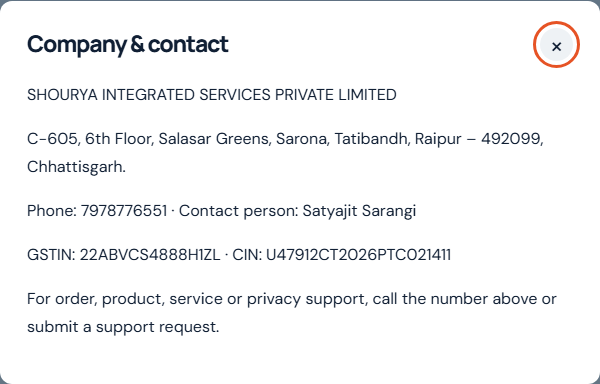 Company & contact
×
SHOURYA INTEGRATED SERVICES PRIVATE LIMITED
C-605, 6th Floor, Salasar Greens, Sarona, Tatibandh, Raipur – 492099,
Chhattisgarh.
Phone: 7978776551 · Contact person: Satyajit Sarangi
GSTIN: 22ABVCS4888H1ZL · CIN: U47912CT2026PTC021411
For order, product, service or privacy support, call the number above or
submit a support request.